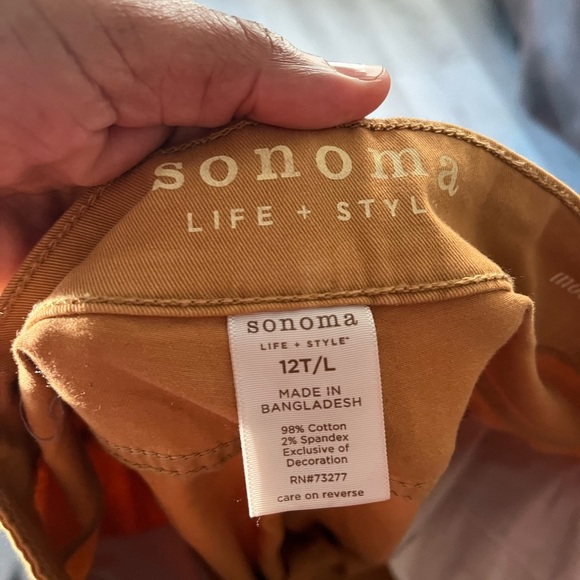 sonoma
LIFE + STYL
sonoma
LIFE + STYLE
12T/L
MADE IN
BANGLADESH
98% Cotton
2% Spandex
Exclusive of
Decoration
RN#73277
care on reverse